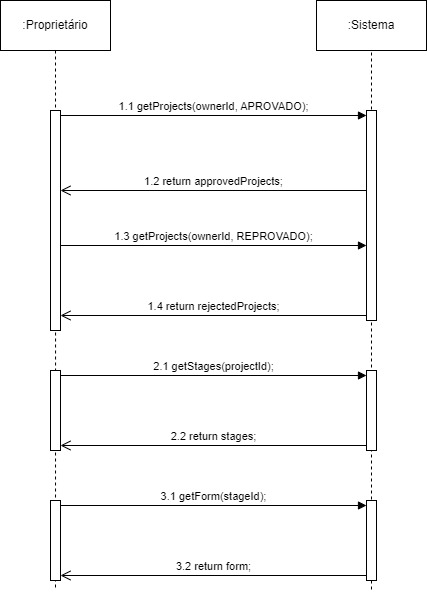 :Proprietário
:Sistema
1.1 getProjects(ownerId, APROVADO);
1.2 return approvedProjects;
1.3 getProjects(ownerId, REPROVADO);
1.4 return rejectedProjects;
2.1 getStages(projectId);
2.2 return stages;
3.1 getForm(stageId);
3.2 return form;